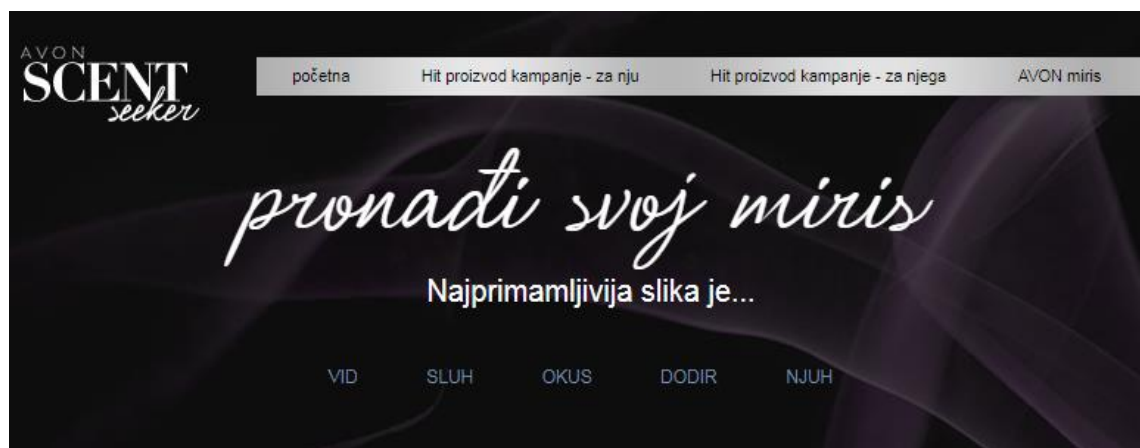 AVON
SCENT
seeker
početna Hit proizvod kampanje - za nju Hit proizvod kampanje - za njega AVON miris
pronađi svoj miris
Najprimamljivija slika je...
VID SLUH OKUS DODIR NJUH